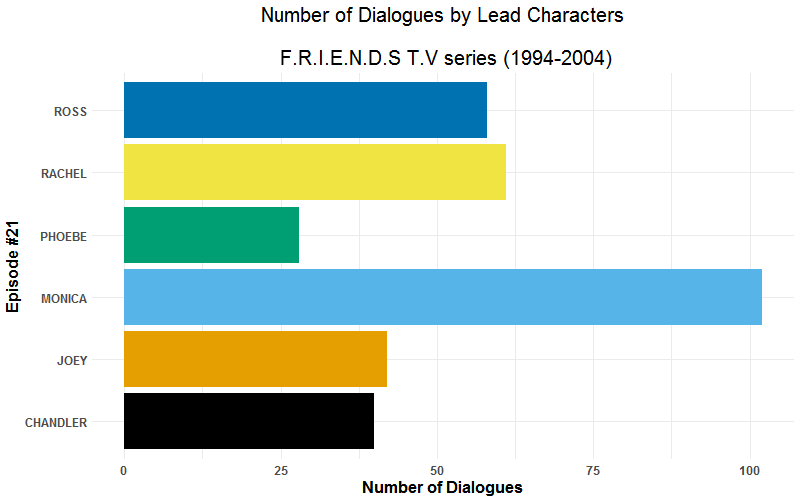 Number of Dialogues by Lead Characters
F.R.I.E.N.D.S T.V series (1994-2004)
Episode #21
ROSS
RACHEL
PHOEBE
MONICA
JOEY
CHANDLER
0 25 50 75 100
Number of Dialogues